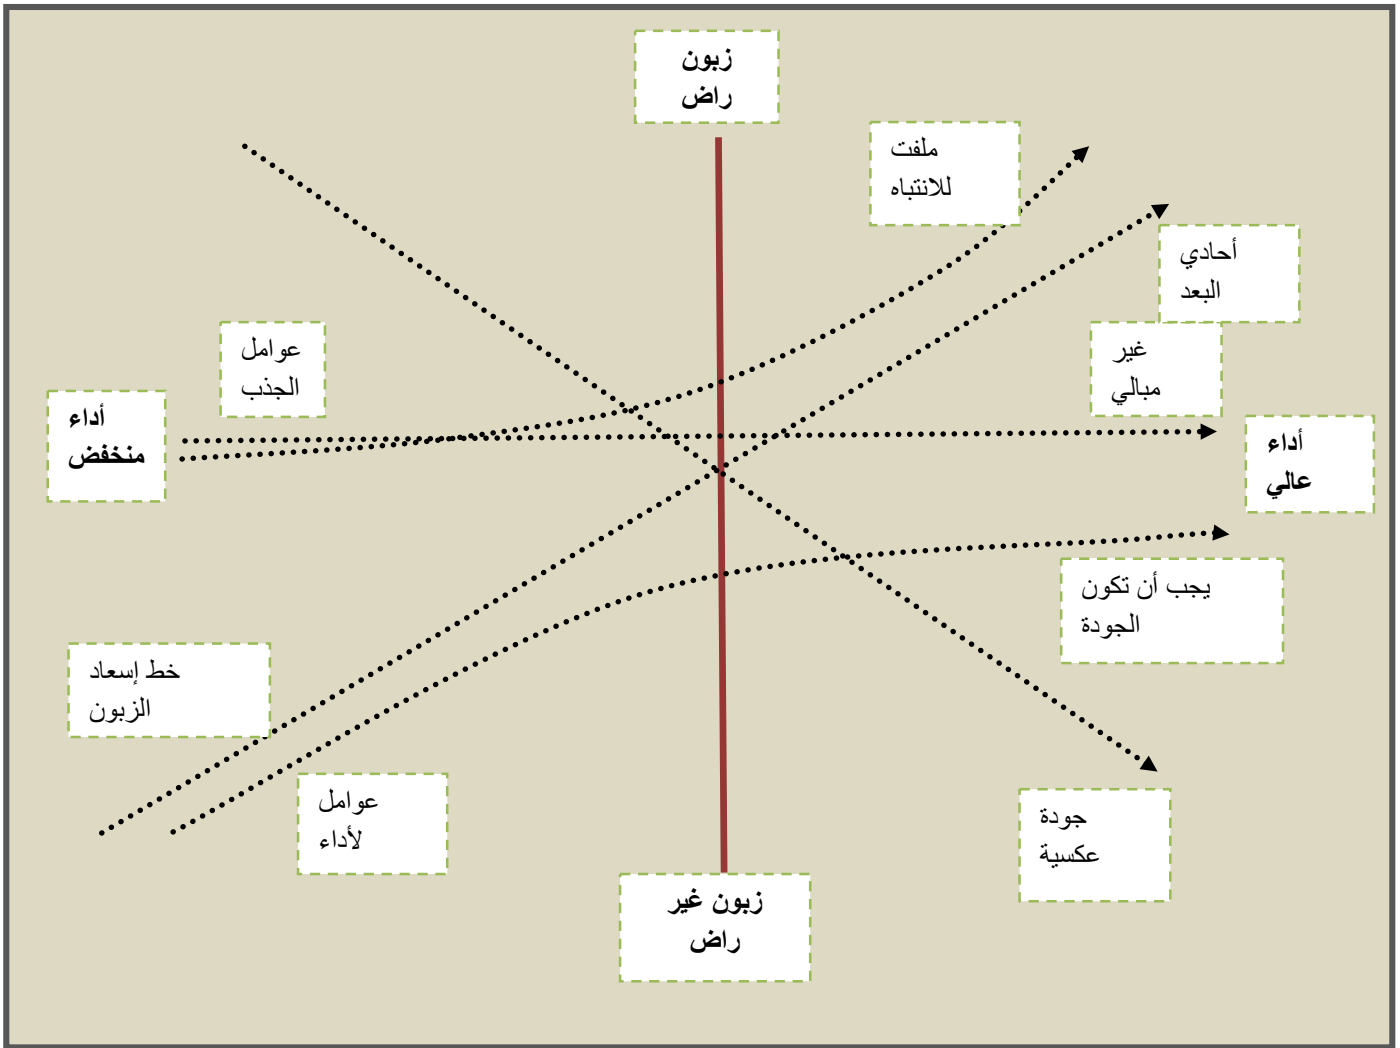 زبون
راض
ملفت
للانتباه
أحادي
البعد
غير
مبالي
عوامل
الجذب
أداء
منخفض
أداء
عالي
يجب أن تكون
الجودة
خط إسعاد
الزبون
عوامل
لأداء
جودة
عكسية
زبون غير
راض